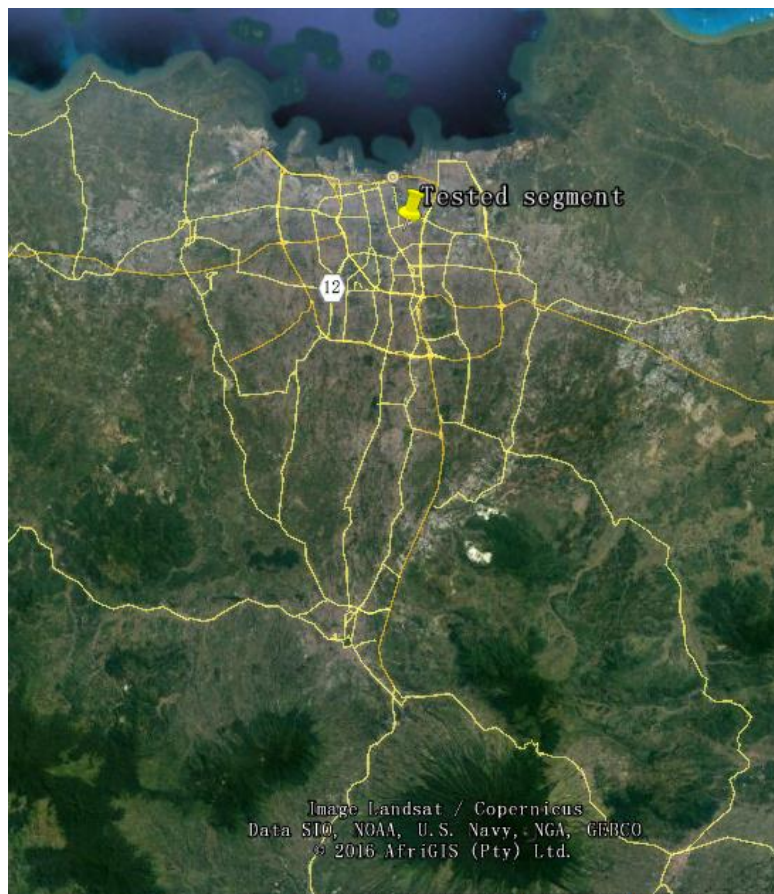 Tested segment
12
Image Landsat / Copernicus
Data SIO, NOAA, U.S. Navy, NGA, GEBCO
© 2016 AfriGIS (Pty) Ltd.